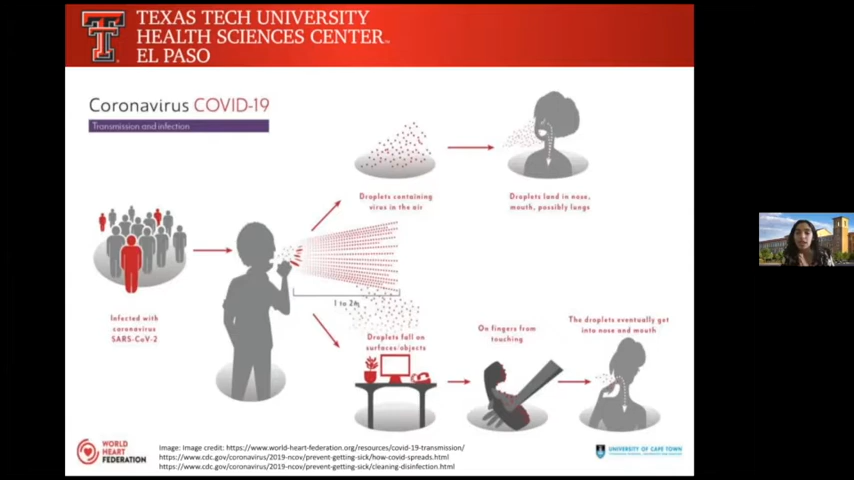 TEXAS TECH UNIVERSITY
HEALTH SCIENCES CENTER™
EL PASO
Coronavirus COVID-19
Transmission and infection
Droplets containing
virus in the air
Droplets land in nose,
mouth, possibly lungs
1 to 2m
Infected with
coronavirus
SARS-CoV-2
Droplets fall on
surfaces/objects
On fingers from
touching
The droplets eventually get
into nose and mouth
WORLD
HEART
FEDERATION
Image: Image credit: https://www.world-heart-federation.org/resources/covid-19-transmission/
https://www.cdc.gov/coronavirus/2019-ncov/prevent-getting-sick/how-covid-spreads.html
https://www.cdc.gov/coronavirus/2019-ncov/prevent-getting-sick/cleaning-disinfection.html
UNIVERSITY OF CAPE TOWN